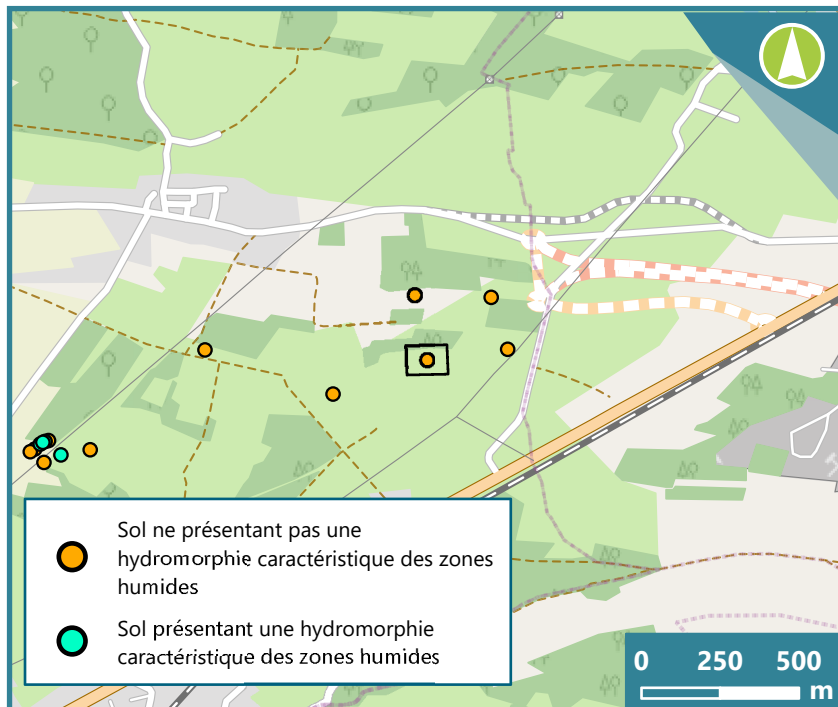 Sol ne présentant pas une
hydromorphie caractéristique des zones
humides
Sol présentant une hydromorphie
caractéristique des zones humides
0 250 500
m